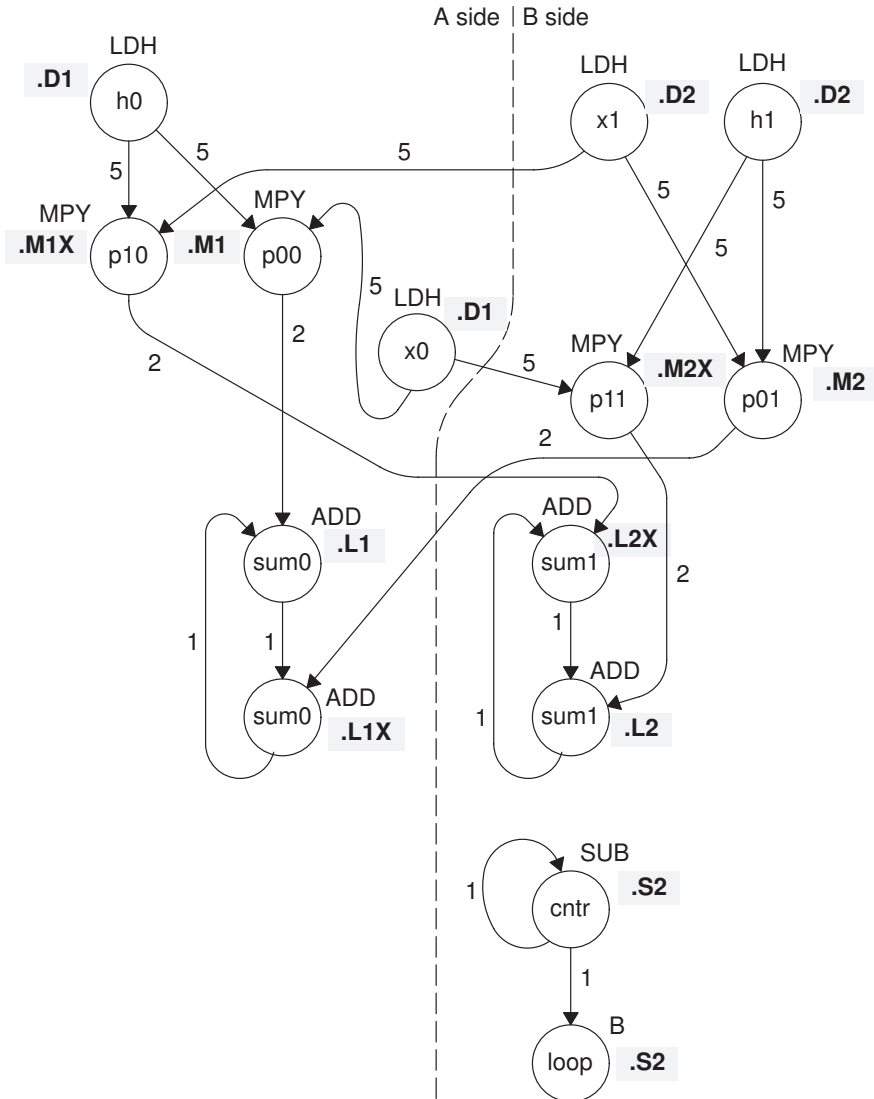 A side B side
LDH
.D1
h0
LDH
.D2
x1
LDH
.D2
h1
5
5
5
5
5
5
MPY
.M1X
p10
MPY
.M1
p00
5
LDH
.D1
x0
5
MPY
.M2X
p11
MPY
.M2
p01
2
2
2
2
ADD
.L1
sum0
ADD
.L2X
sum1
1
1
1
1
ADD
.L1X
sum0
ADD
.L2
sum1
SUB
.S2
cntr
1
1
B
.S2
loop